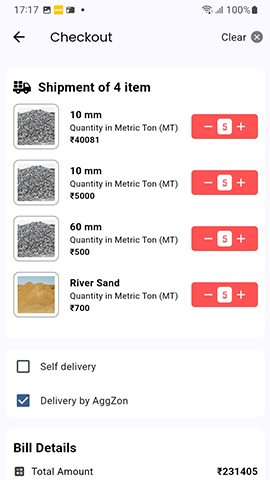 17:17
100%
Checkout
Clear
Shipment of 4 item
10 mm
Quantity in Metric Ton (MT)
₹40081
5
10 mm
Quantity in Metric Ton (MT)
₹5000
5
60 mm
Quantity in Metric Ton (MT)
₹500
5
River Sand
Quantity in Metric Ton (MT)
₹700
5
Self delivery
Delivery by AggZon
Bill Details
Total Amount
₹231405